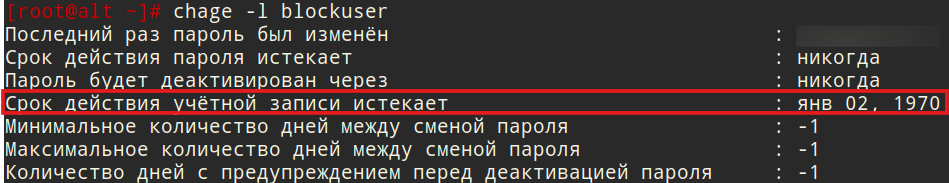 [root@alt ~]# chage -l blockuser
Последний раз пароль был изменён :
Срок действия пароля истекает : никогда
Пароль будет деактивирован через : никогда
Срок действия учётной записи истекает : янв 02, 1970
Минимальное количество дней между сменой пароля : -1
Максимальное количество дней между сменой пароля : -1
Количество дней с предупреждением перед деактивацией пароля : -1